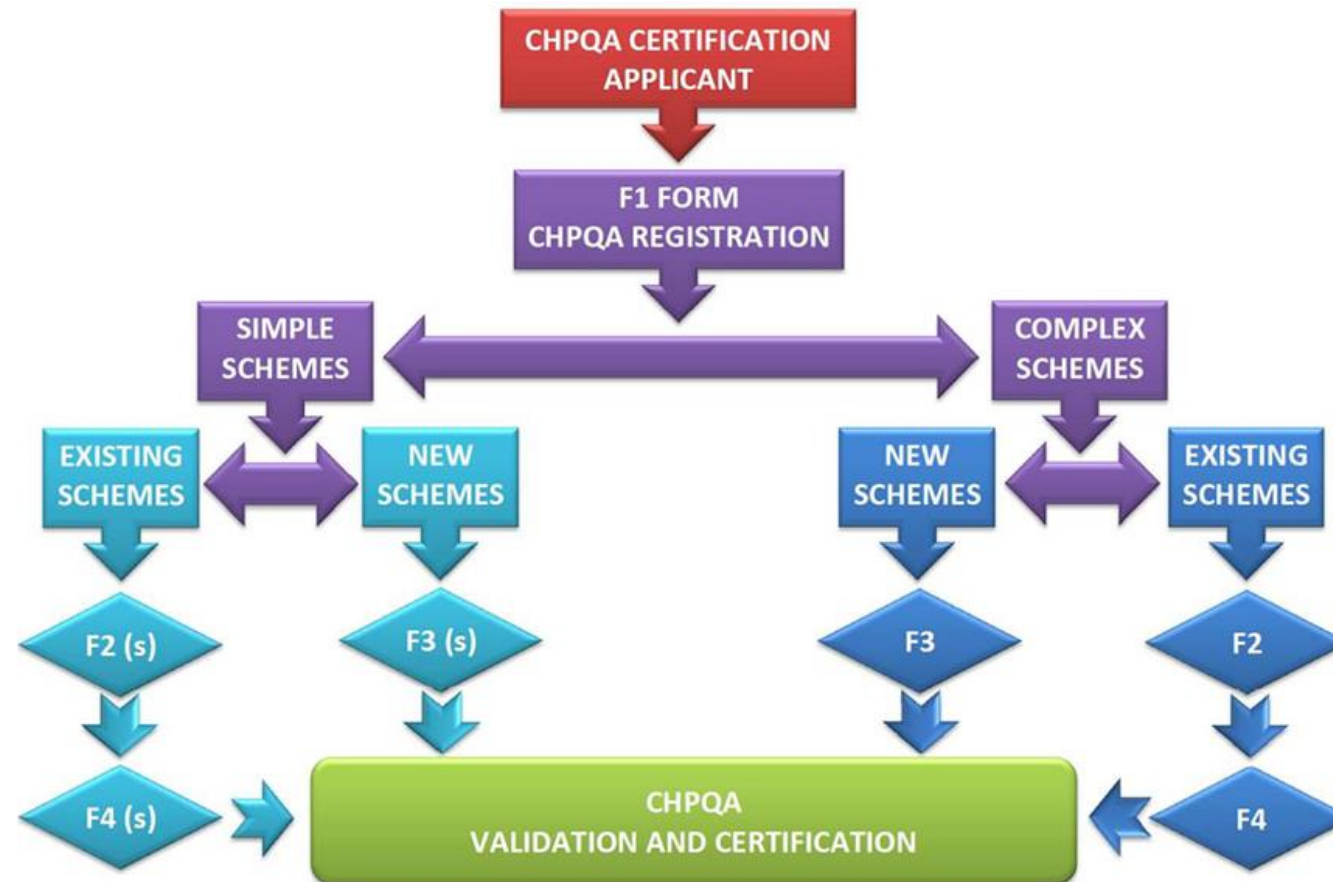 CHPQA CERTIFICATION
APPLICANT
F1 FORM
CHPQA REGISTRATION
SIMPLE
SCHEMES
COMPLEX
SCHEMES
EXISTING
SCHEMES
NEW
SCHEMES
NEW
SCHEMES
EXISTING
SCHEMES
F2 (s)
F3 (s)
F3
F2
F4 (s)
CHPQA
VALIDATION AND CERTIFICATION
F4